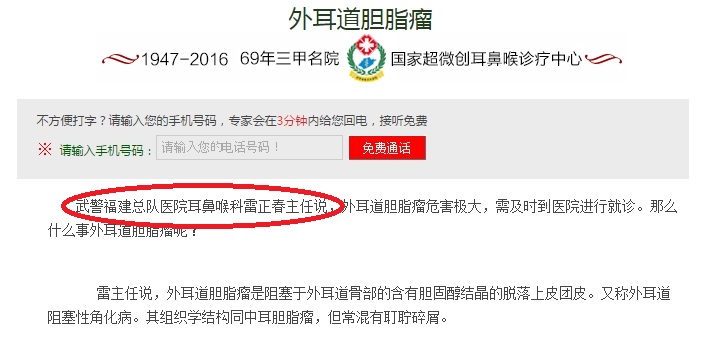 外耳道胆脂瘤
1947-2016 69年三甲名院 国家超微创耳鼻喉诊疗中心
不方便打字？请输入您的手机号码，专家会在3分钟内给您回电，接听免费
※ 请输入手机号码： 请输入您的电话号码！ 免费通话
武警福建总队医院耳鼻喉科雷正春主任说，外耳道胆脂瘤危害极大，需及时到医院进行就诊。那么
什么事外耳道胆脂瘤呢？
雷主任说，外耳道胆脂瘤是阻塞于外耳道骨部的含有胆固醇结晶的脱落上皮团皮。又称外耳道
阻塞性角化病。其组织学结构同中耳胆脂瘤，但常混有耵聍碎屑。